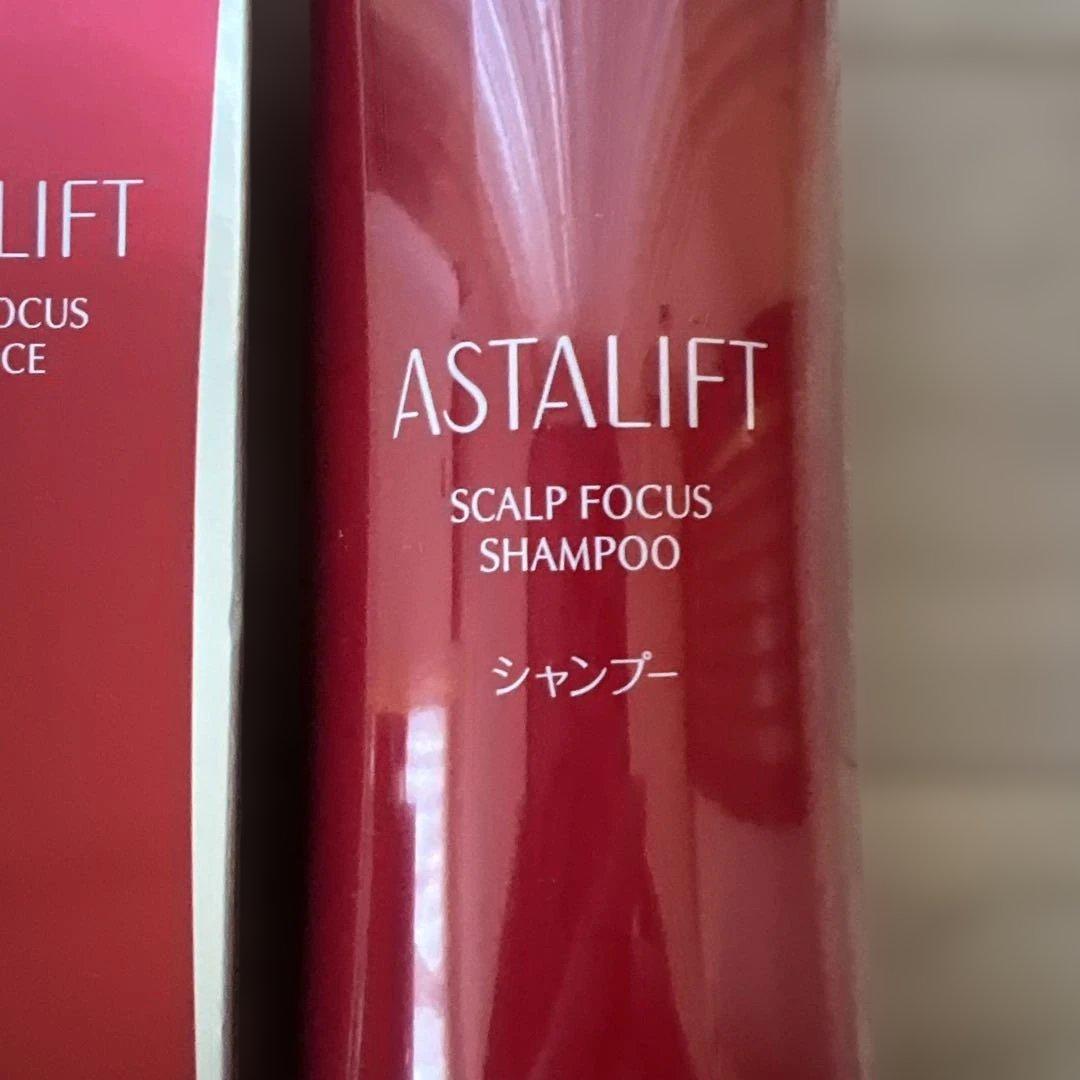 LIFT
OCUS
CE
ASTALIFT
SCALP FOCUS
SHAMPOO
シャンプー